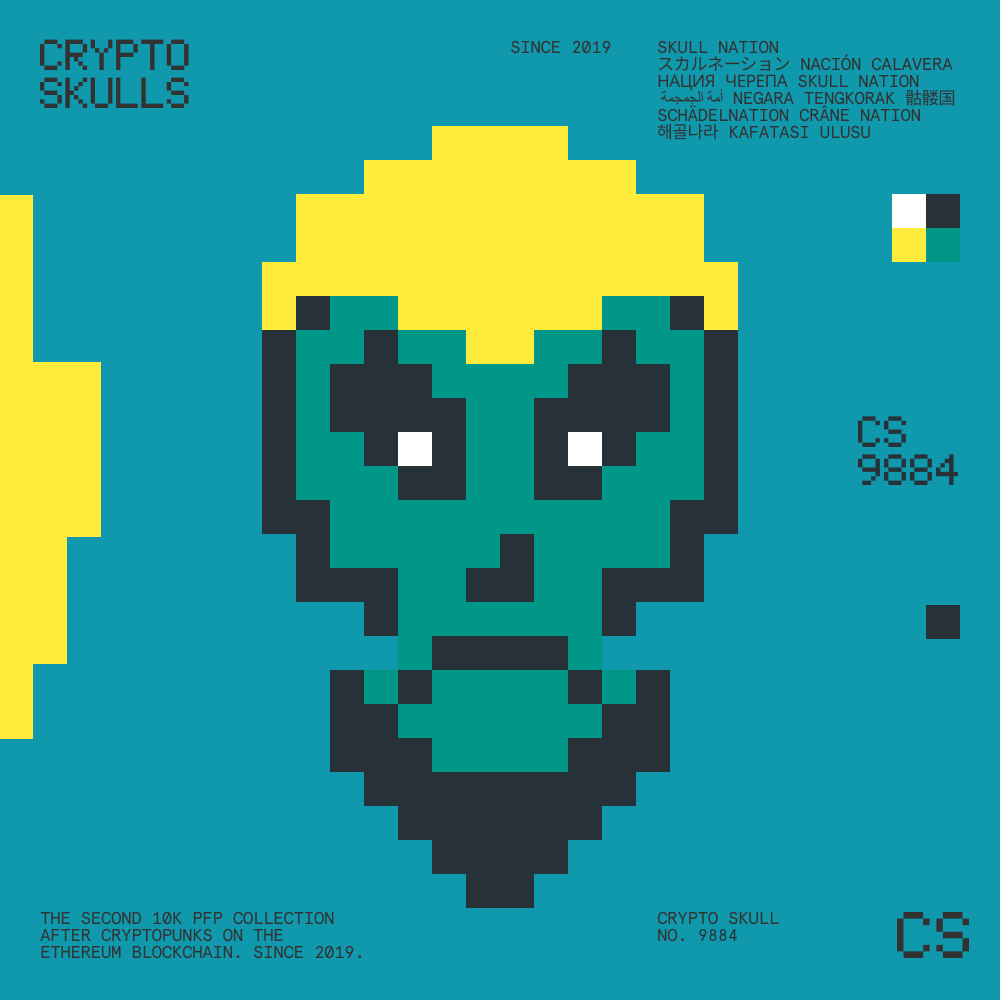 CRYPTO
SKULLS
SINCE 2019
SKULL NATION
スカルネーション NACIÓN CALAVERA
НАЦИЯ ЧЕРЕПА SKULL NATION
أمة الجمجمة NEGARA TENGKORAK 骷髅国
SCHÄDELNATION CRÂNE NATION
해골나라 KAFATASI ULUSU
CS
9884
THE SECOND 10K PFP COLLECTION
AFTER CRYPTOPUNKS ON THE
ETHEREUM BLOCKCHAIN. SINCE 2019.
CRYPTO SKULL
NO. 9884
CS